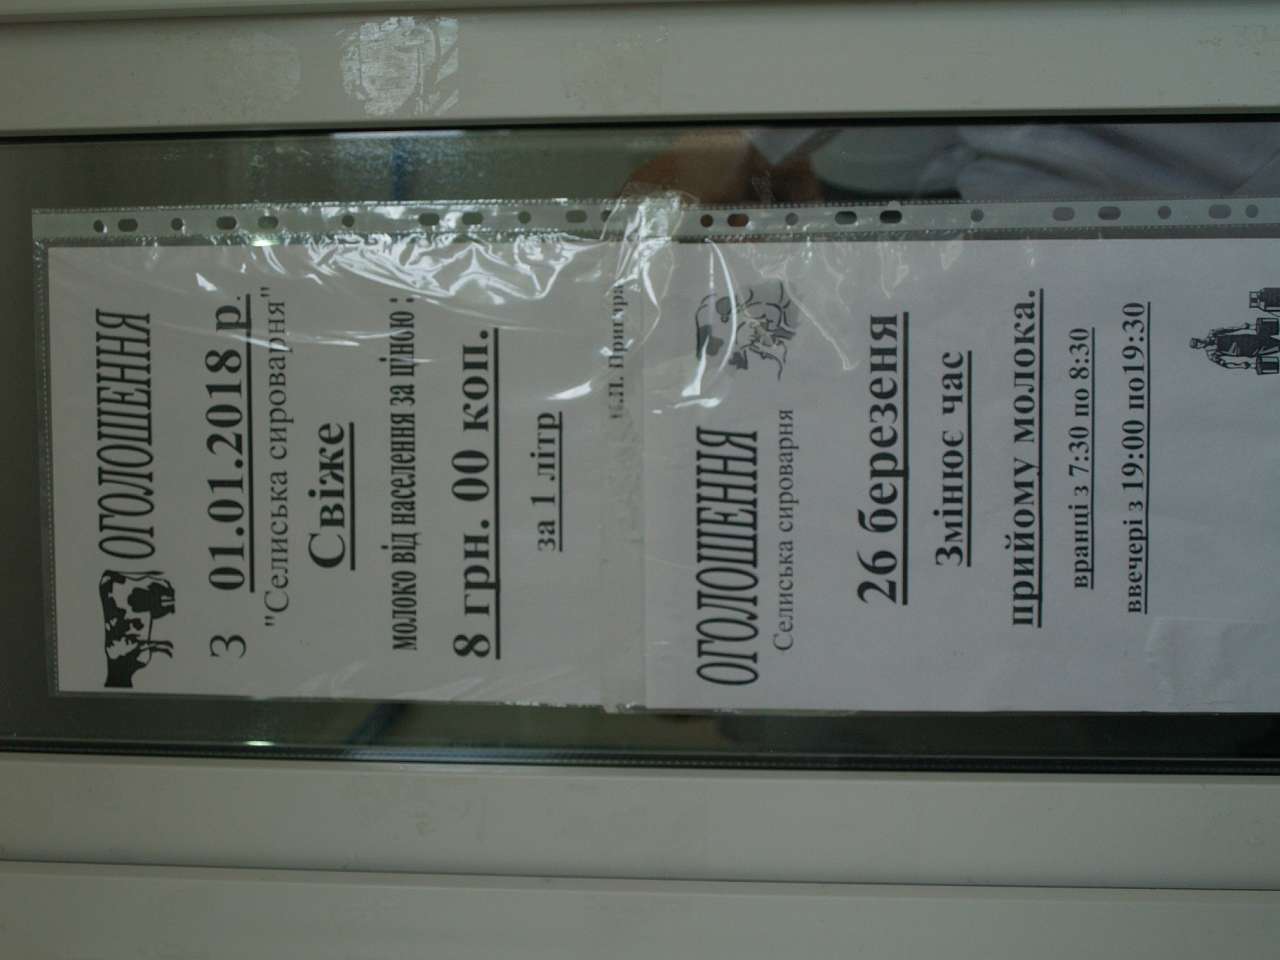 ОГОЛОШЕННЯ
З 01.01.2018 р.
"Селиська сироварня"
Свіже
молоко від населення за ціною :
8 грн. 00 коп.
за 1 літр
ОГОЛОШЕННЯ
Селиська сироварня
26 березеня
Змінює час
прийому молока.
вранці з 7:30 по 8:30
ввечері з 19:00 по19:30